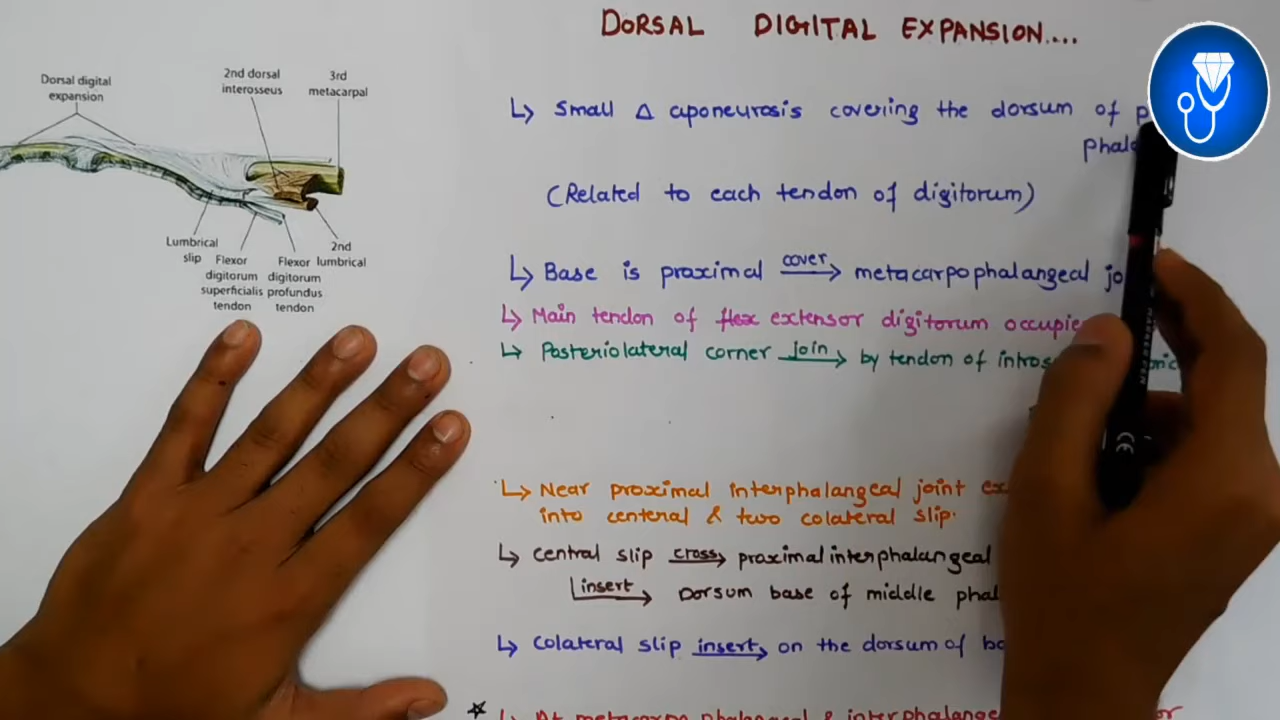 DORSAL DIGITAL EXPANSION....
Dorsal digital
expansion
2nd dorsal
interosseus
3rd
metacarpal
Lumbrical
slip
Flexor
digitorum
superficialis
tendon
Flexor
digitorum
profundus
tendon
2nd
lumbrical
↳ Small Δ aponeurosis covering the dorsum of
(Related to each tendon of digitorum)
↳ Base is proximal cover → metacarpophalangeal
↳ Main tendon of flex extensor digitorum
↳ Posteriolateral corner join → by tendon of
↳ Near proximal interphalangeal joint
into centeral & two colateral slip.
↳ Central slip cross → proximal interphalangeal
insert → Dorsum base of middle
↳ Colateral slip insert → on the dorsum of
↳ At metacarpo phalangeal & interphalangeal